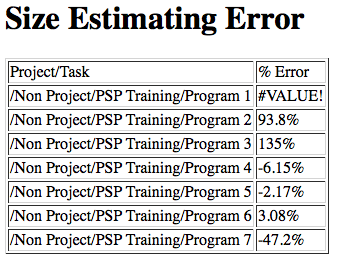 Size Estimating Error
Project/Task % Error
/Non Project/PSP Training/Program 1 #VALUE!
/Non Project/PSP Training/Program 2 93.8%
/Non Project/PSP Training/Program 3 135%
/Non Project/PSP Training/Program 4 -6.15%
/Non Project/PSP Training/Program 5 -2.17%
/Non Project/PSP Training/Program 6 3.08%
/Non Project/PSP Training/Program 7 -47.2%